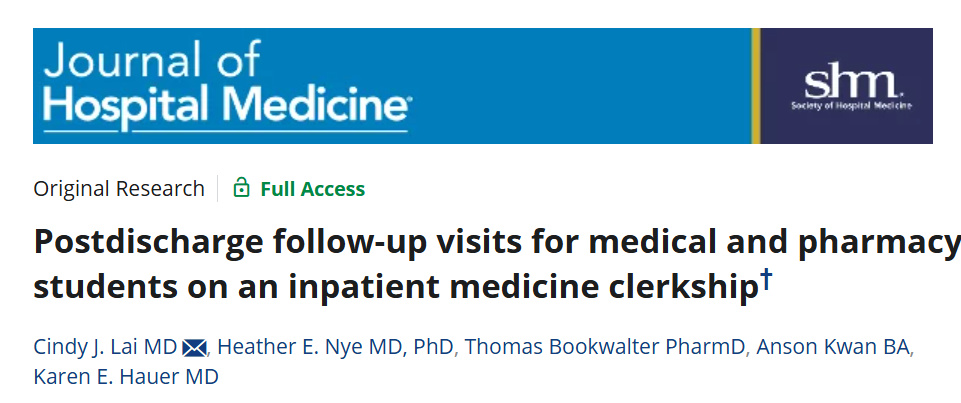 Journal of
Hospital Medicine
shm.
Society of Hospital Medicine
Original Research
Full Access
Postdischarge follow-up visits for medical and pharmacy
students on an inpatient medicine clerkship†
Cindy J. Lai MD, Heather E. Nye MD, PhD, Thomas Bookwalter PharmD, Anson Kwan BA,
Karen E. Hauer MD